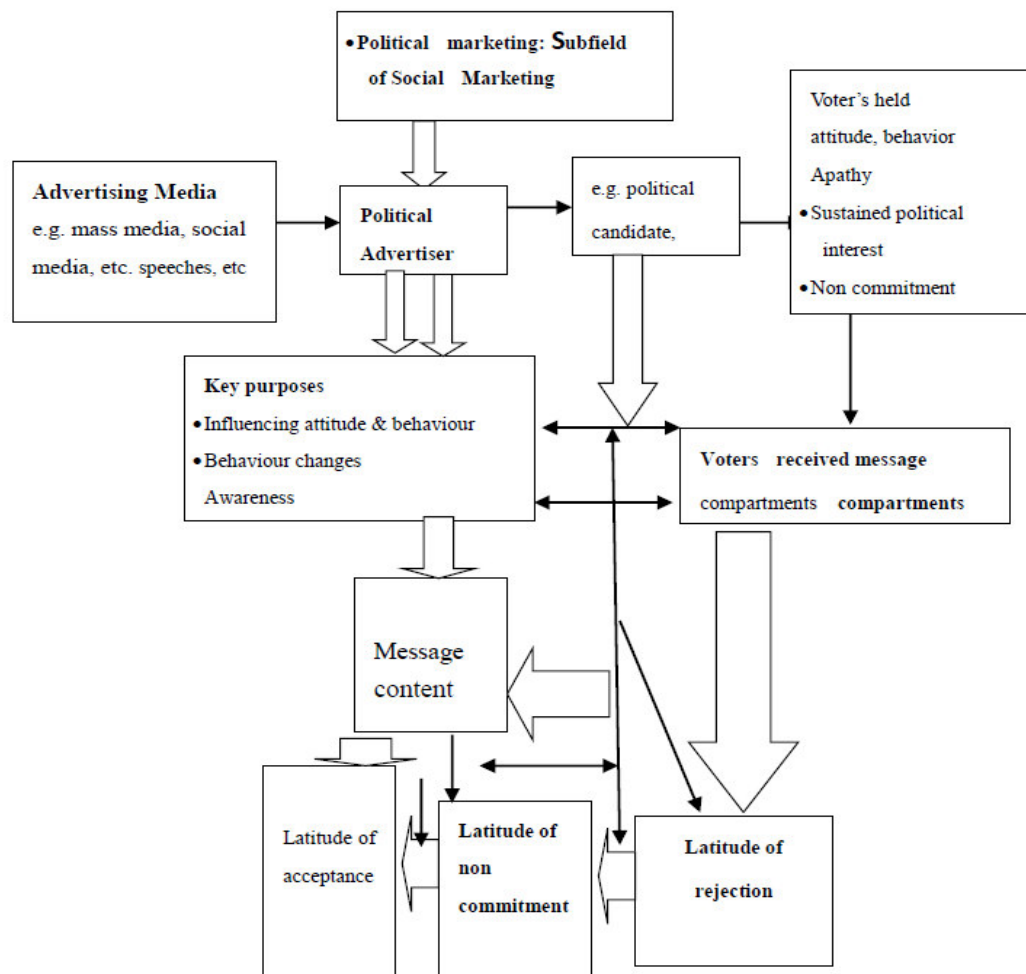 •Political marketing: Subfield
of Social Marketing
Voter’s held
attitude, behavior
Apathy
•Sustained political
interest
•Non commitment
Advertising Media
e.g. mass media, social
media, etc. speeches, etc
Political
Advertiser
e.g. political
candidate,
Key purposes
•Influencing attitude & behaviour
•Behaviour changes
Awareness
Voters received message
compartments compartments
Message
content
Latitude of
acceptance
Latitude of
non
commitment
Latitude of
rejection